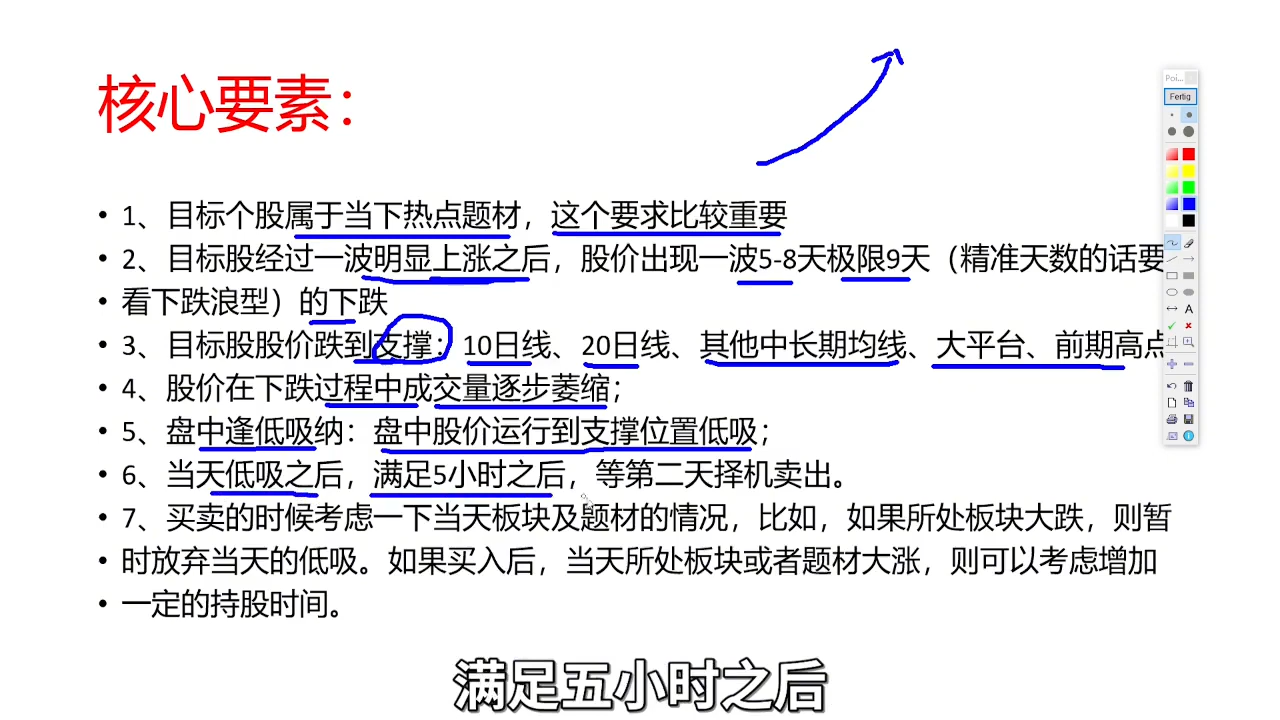 核心要素：
• 1、目标个股属于当下热点题材，这个要求比较重要
• 2、目标股经过一波明显上涨之后，股价出现一波5-8天极限9天（精准天数的话要
• 看下跌浪型）的下跌
• 3、目标股股价跌到支撑：10日线、20日线、其他中长期均线、大平台、前期高点
• 4、股价在下跌过程中成交量逐步萎缩；
• 5、盘中逢低吸纳：盘中股价运行到支撑位置低吸；
• 6、当天低吸之后，满足5小时之后，等第二天择机卖出。
• 7、买卖的时候考虑一下当天板块及题材的情况，比如，如果所处板块大跌，则暂
• 时放弃当天的低吸。如果买入后，当天所处板块或者题材大涨，则可以考虑增加
• 一定的持股时间。
满足五小时之后
Poi...
Fertig
A